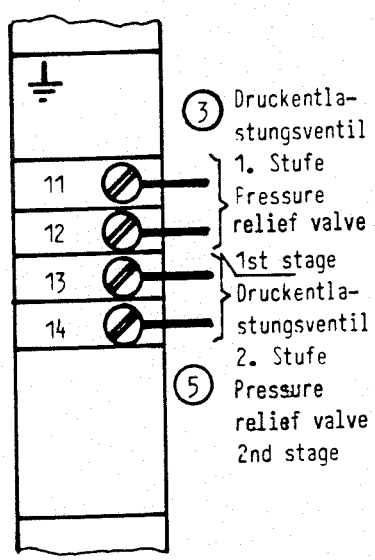 3 Druckentla-
stungsventil
1. Stufe
Pressure
relief valve
1st stage
11
12
13
14
Druckentla-
stungsventil
2. Stufe
5 Pressure
relief valve
2nd stage